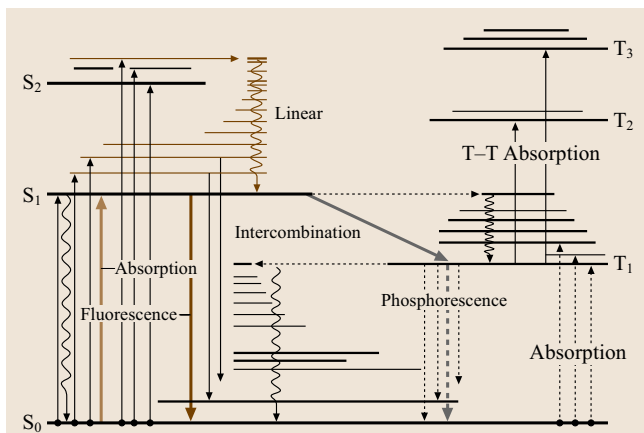 T₃
S₂
Linear
T₂
T–T Absorption
S₁
Intercombination
Absorption
T₁
Fluorescence
Phosphorescence
Absorption
S₀